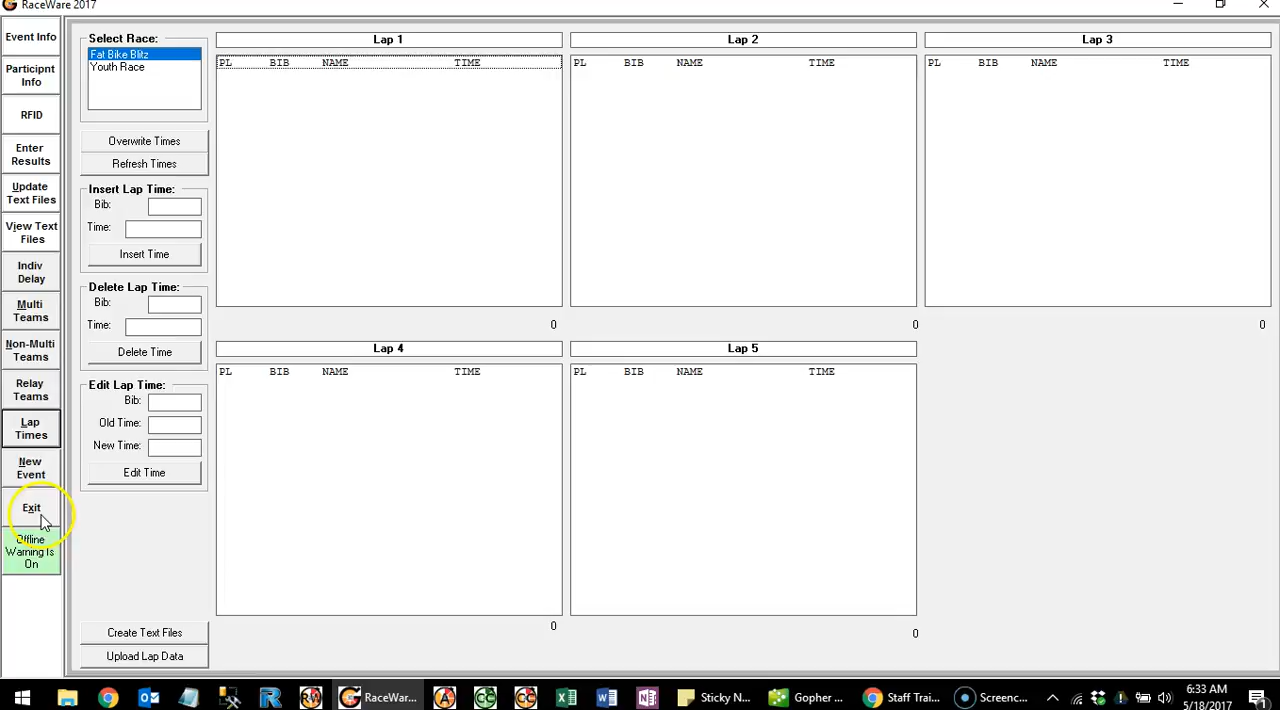 RaceWare 2017
Event Info
Participnt
Info
RFID
Enter
Results
Update
Text Files
View Text
Files
Indiv
Delay
Multi
Teams
Non-Multi
Teams
Relay
Teams
Lap
Times
New
Event
Exit
Offline
Warning Is
On
Select Race:
Fat Bike Blitz
Youth Race
Overwrite Times
Refresh Times
Insert Lap Time:
Bib:
Time:
Insert Time
Delete Lap Time:
Bib:
Time:
Delete Time
Edit Lap Time:
Bib:
Old Time:
New Time:
Edit Time
Create Text Files
Upload Lap Data
Lap 1
PL BIB NAME TIME
0
Lap 2
PL BIB NAME TIME
0
Lap 3
PL BIB NAME TIME
0
Lap 4
PL BIB NAME TIME
0
Lap 5
PL BIB NAME TIME
0
RaceWar...
Sticky N...
Gopher ...
Staff Trai...
Screenc...
6:33 AM
5/18/2017